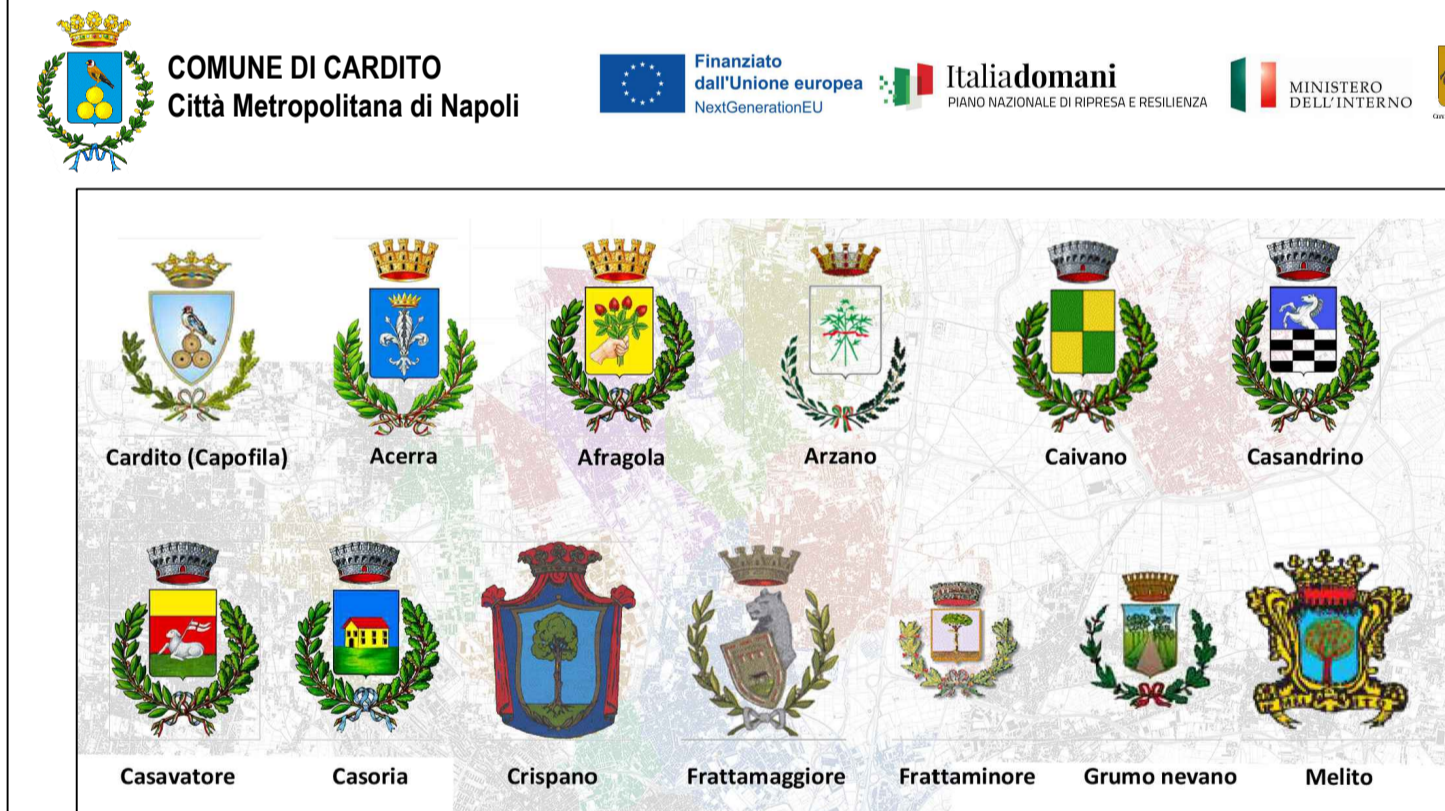 COMUNE DI CARDITO
Città Metropolitana di Napoli
Finanziato
dall'Unione europea
NextGenerationEU
Italiadomani
PIANO NAZIONALE DI RIPRESA E RESILIENZA
MINISTERO
DELL'INTERNO
Cardito (Capofila)
Acerra
Afragola
Arzano
Caivano
Casandrino
Casavatore
Casoria
Crispano
Frattamaggiore
Frattaminore
Grumo nevano
Melito